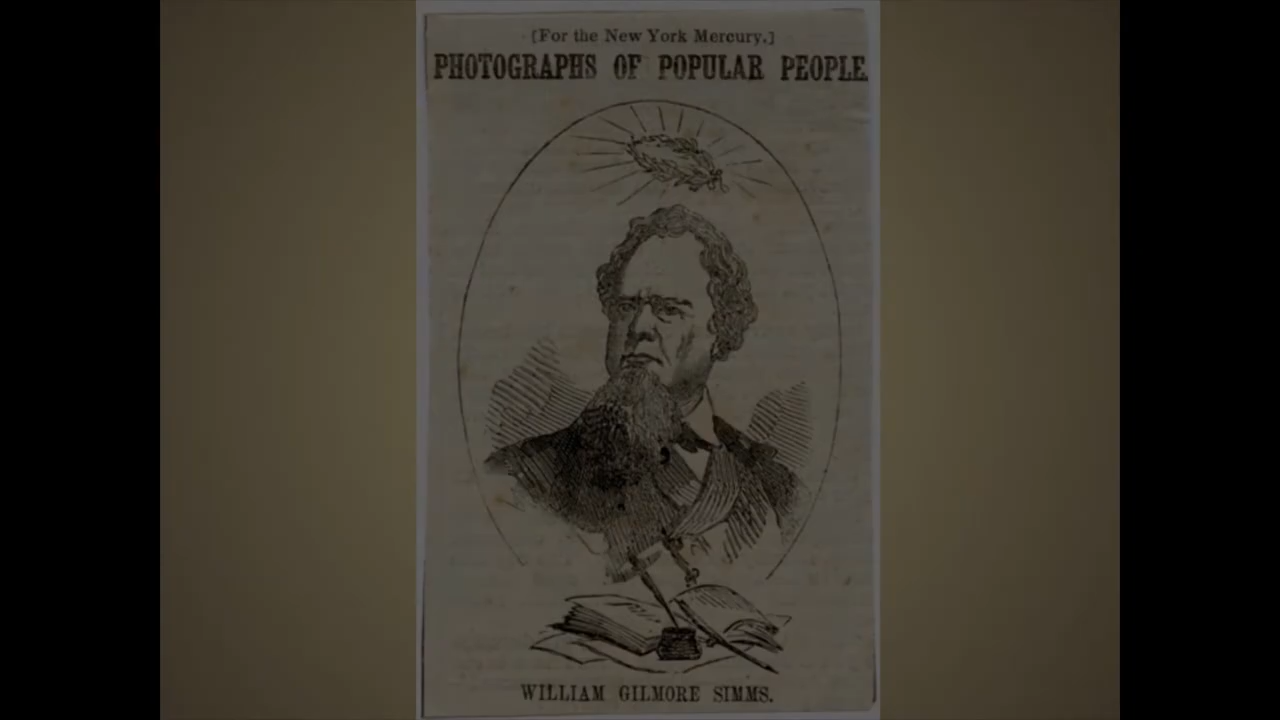 [For the New York Mercury.]
PHOTOGRAPHS OF POPULAR PEOPLE.
WILLIAM GILMORE SIMMS.